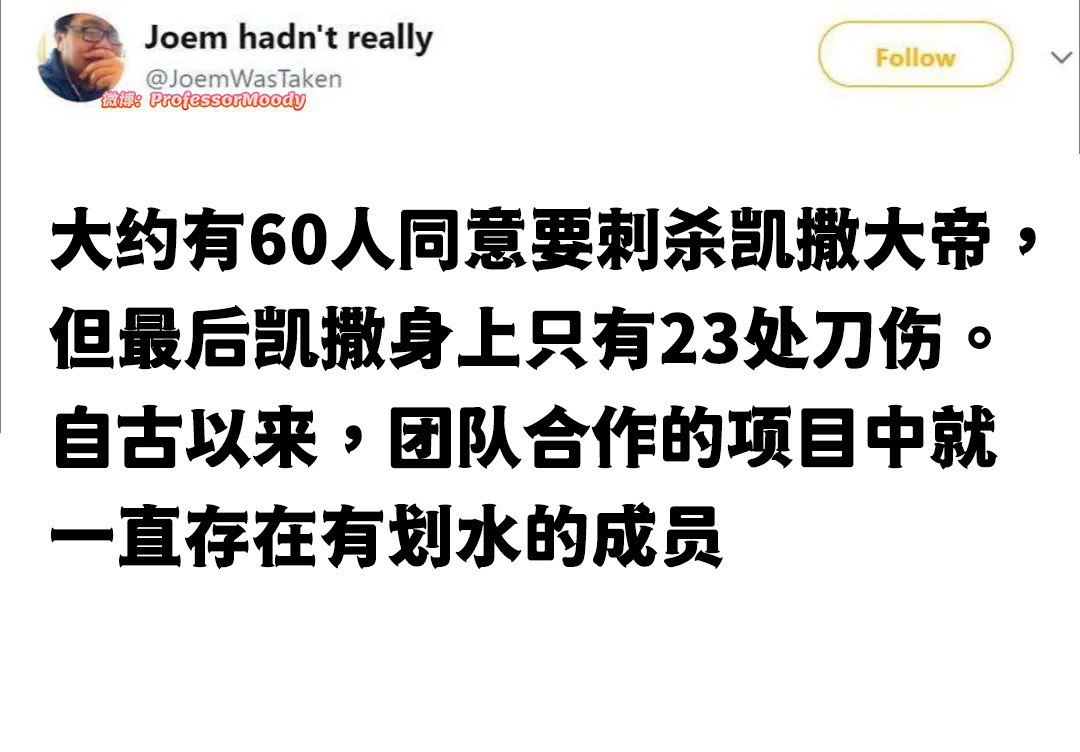 Joem hadn't really
@JoemWasTaken
Follow
微博：ProfessorMoody
大约有60人同意要刺杀凯撒大帝，
但最后凯撒身上只有23处刀伤。
自古以来，团队合作的项目中就
一直存在有划水的成员